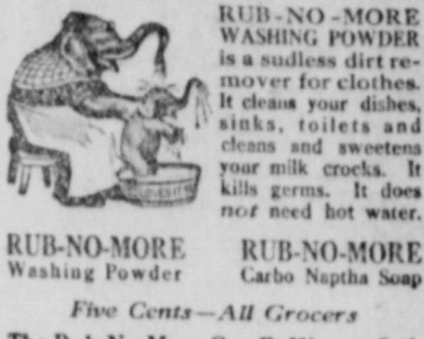 RUB-NO-MORE
WASHING POWDER
is a sudless dirt re-
mover for clothes.
It cleans your dishes,
sinks, toilets and
cleans and sweetens
your milk crocks. It
kills germs. It does
not need hot water.
RUB-NO-MORE
Washing Powder
RUB-NO-MORE
Carbo Naptha Soap
Five Cents—All Grocers